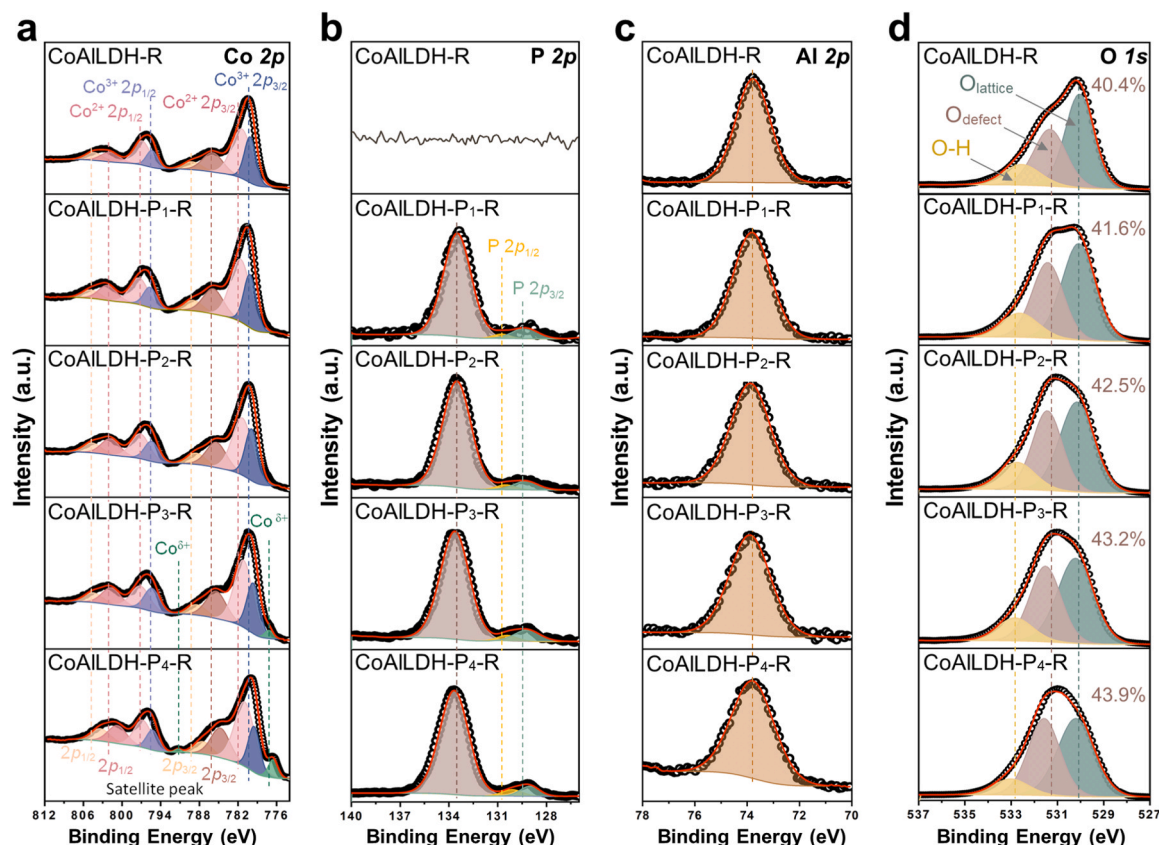 a
CoAlLDH-R Co 2p
Co³⁺ 2p₁/₂ Co³⁺ 2p₃/₂
Co²⁺ 2p₁/₂ Co²⁺ 2p₃/₂
CoAlLDH-P₁-R
CoAlLDH-P₂-R
CoAlLDH-P₃-R
Co^δ+ Co^δ+
CoAlLDH-P₄-R
2p₁/₂ 2p₁/₂ 2p₃/₂ 2p₃/₂
Satellite peak
812 806 800 794 788 782 776
Binding Energy (eV)
Intensity (a.u.)
b
CoAlLDH-R P 2p
CoAlLDH-P₁-R
P 2p₁/₂
P 2p₃/₂
CoAlLDH-P₂-R
CoAlLDH-P₃-R
CoAlLDH-P₄-R
140 137 134 131 128
Binding Energy (eV)
Intensity (a.u.)
c
CoAlLDH-R Al 2p
CoAlLDH-P₁-R
CoAlLDH-P₂-R
CoAlLDH-P₃-R
CoAlLDH-P₄-R
78 76 74 72 70
Binding Energy (eV)
Intensity (a.u.)
d
CoAlLDH-R O 1s
O_lattice 40.4%
O_defect
O-H
CoAlLDH-P₁-R
41.6%
CoAlLDH-P₂-R
42.5%
CoAlLDH-P₃-R
43.2%
CoAlLDH-P₄-R
43.9%
537 535 533 531 529 527
Binding Energy (eV)
Intensity (a.u.)